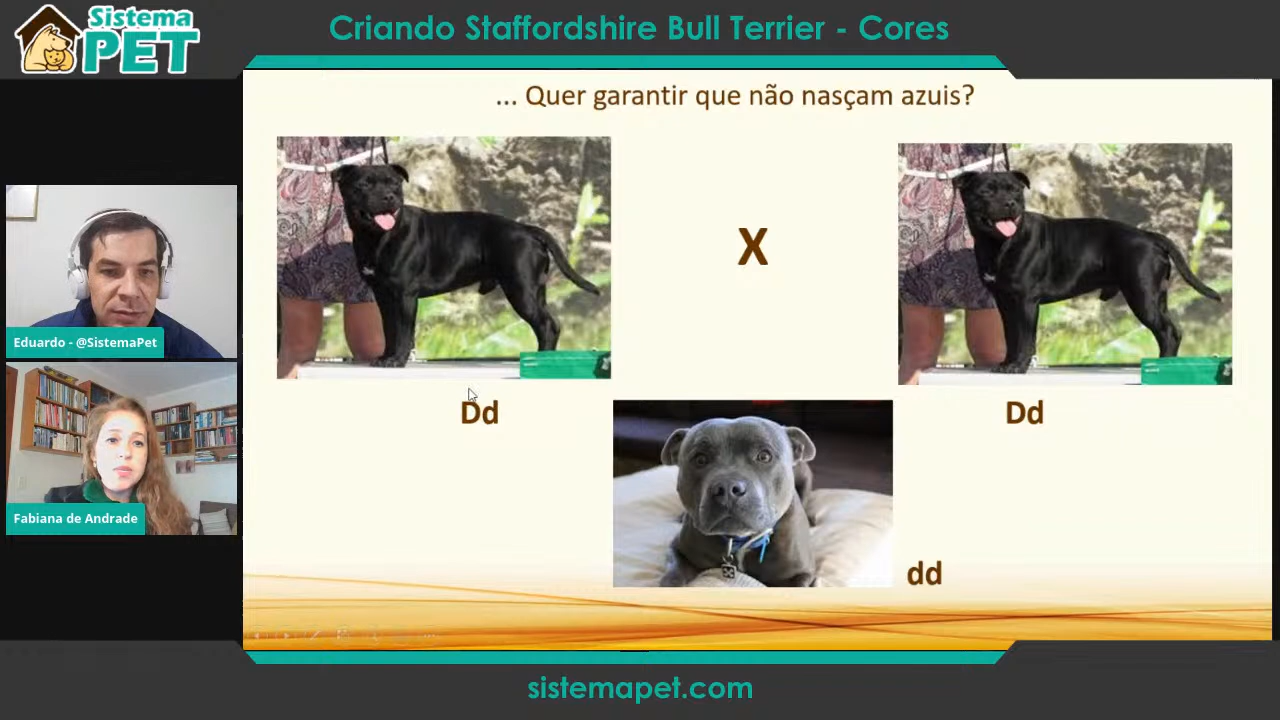 Sistema
PET
Criando Staffordshire Bull Terrier - Cores
... Quer garantir que não nasçam azuis?
X
Eduardo - @SistemaPet
Dd
Dd
Fabiana de Andrade
dd
sistemapet.com